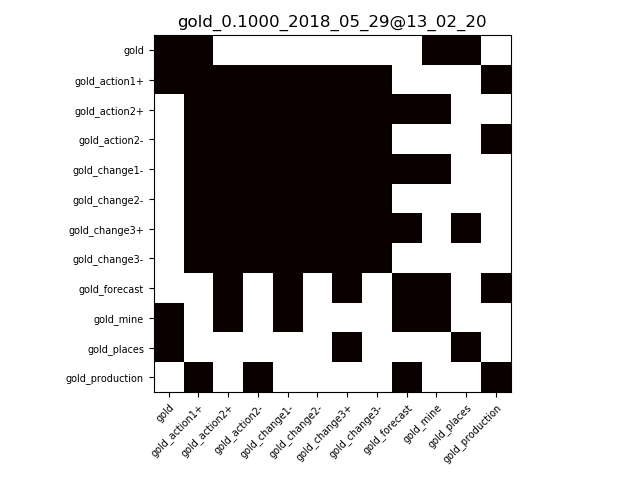 gold_0.1000_2018_05_29@13_02_20
gold
gold_action1+
gold_action2+
gold_action2-
gold_change1-
gold_change2-
gold_change3+
gold_change3-
gold_forecast
gold_mine
gold_places
gold_production
gold
gold_action1+
gold_action2+
gold_action2-
gold_change1-
gold_change2-
gold_change3+
gold_change3-
gold_forecast
gold_mine
gold_places
gold_production